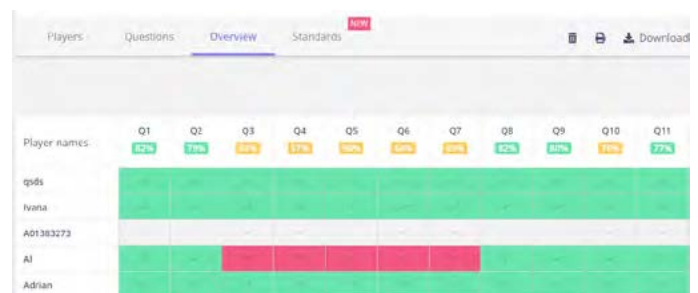 NEW
Players Questions Overview Standards Download
Q1 Q2 Q3 Q4 Q5 Q6 Q7 Q8 Q9 Q10 Q11
Player names
82% 79% 57% 82% 80% 77%
qsds
Ivana
A01383273
Al
Adrian